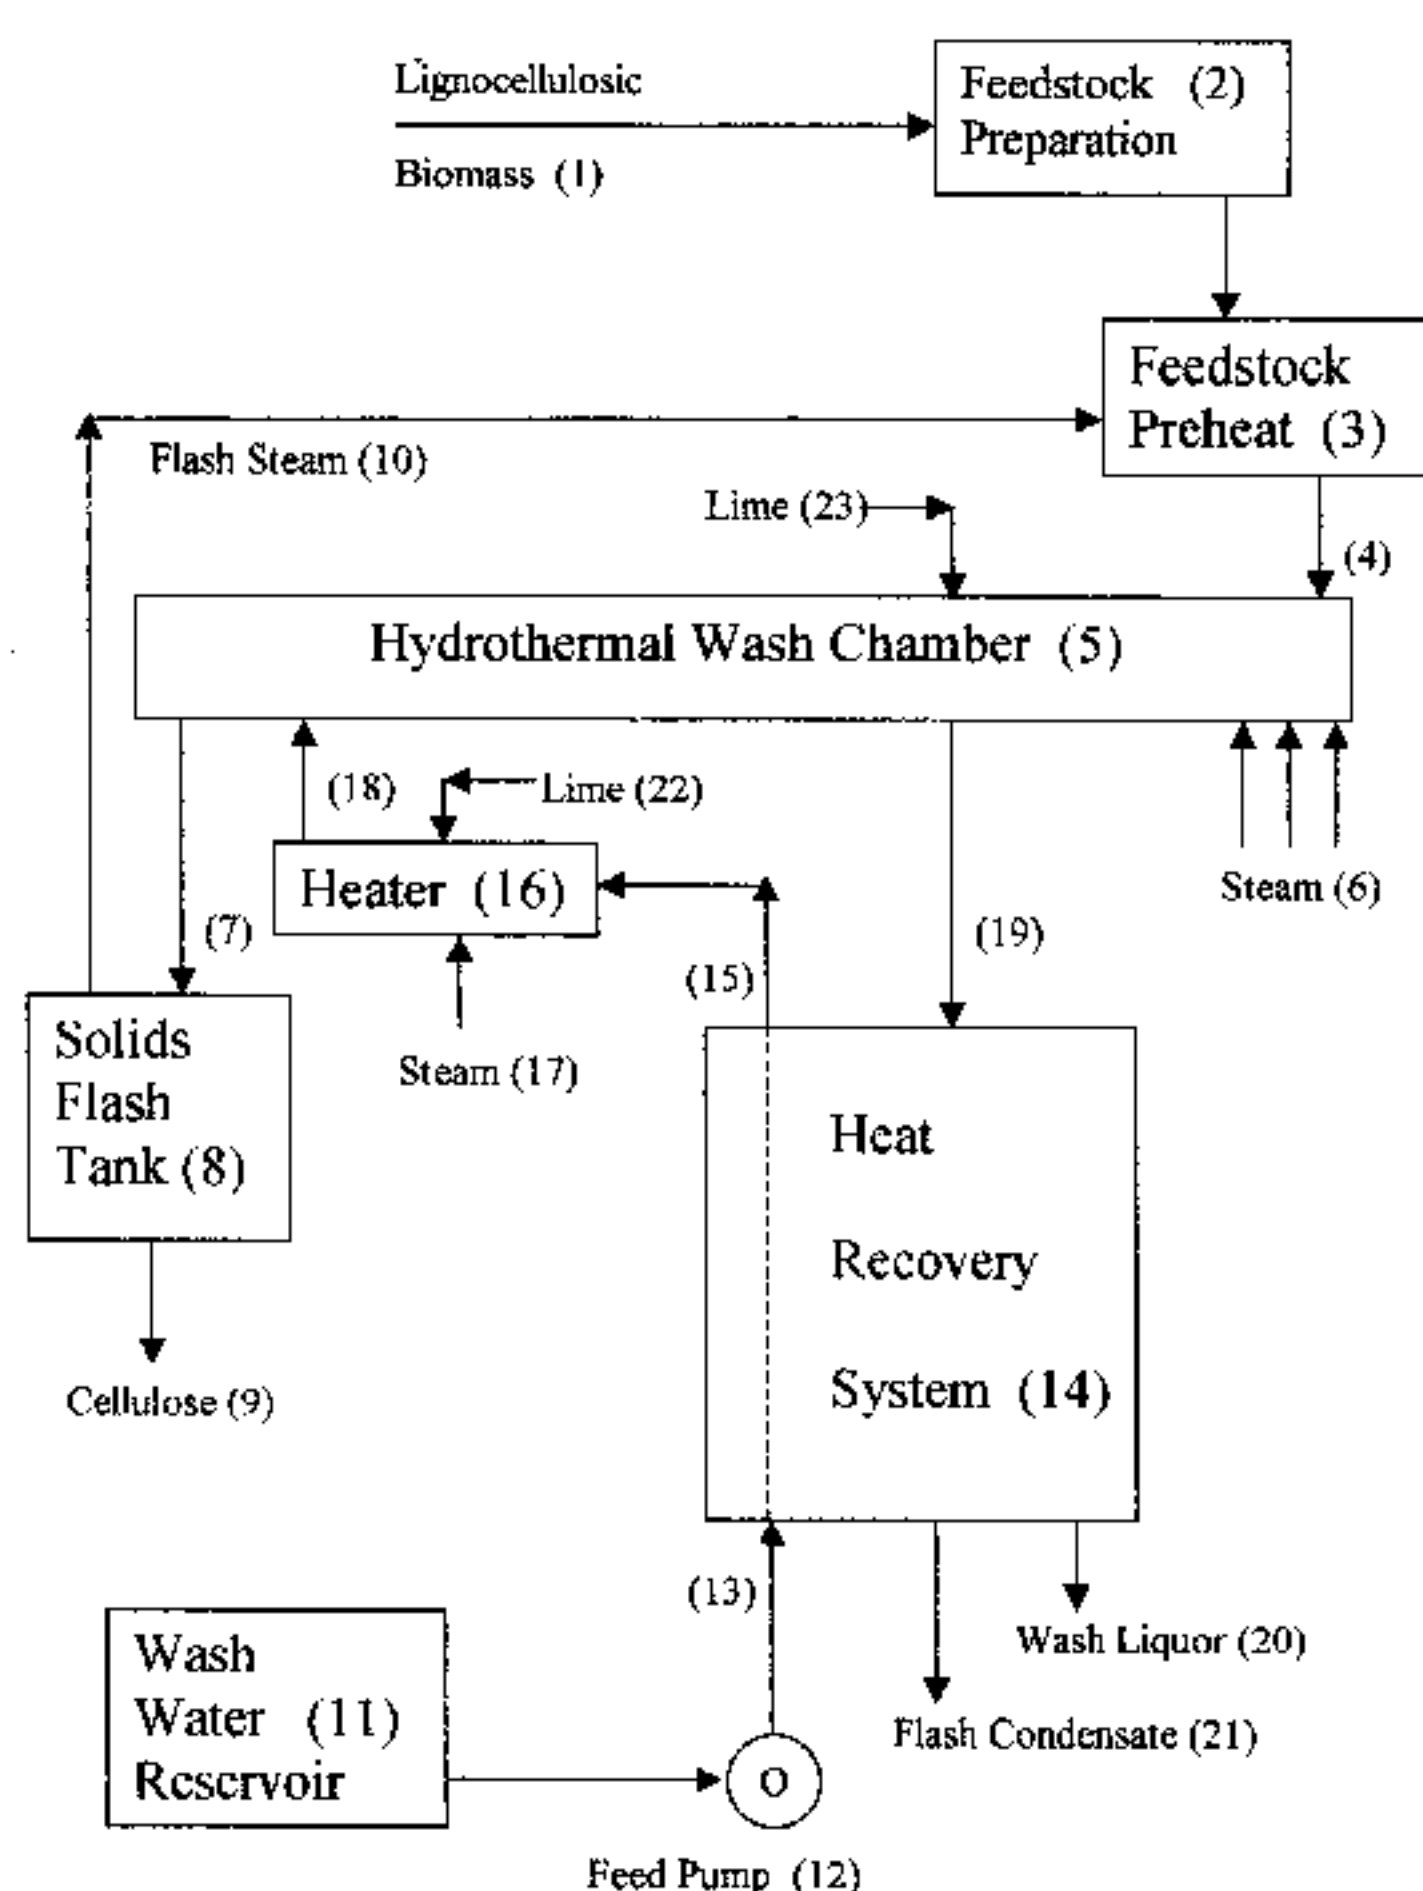 Lignocellulosic
Biomass (1)
Feedstock (2)
Preparation
Feedstock
Preheat (3)
Flash Steam (10)
Lime (23)
(4)
Hydrothermal Wash Chamber (5)
(18)
Lime (22)
Heater (16)
Steam (6)
(7)
(19)
(15)
Steam (17)
Solids
Flash
Tank (8)
Heat
Recovery
System (14)
Cellulose (9)
(13)
Wash Liquor (20)
Wash
Water (11)
Reservoir
Flash Condensate (21)
O
Feed Pump (12)